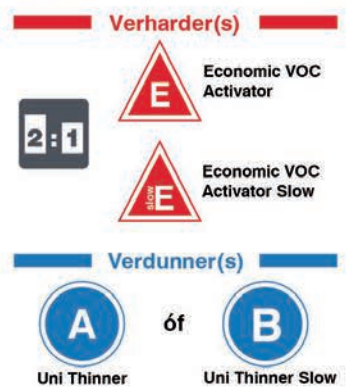 Verharder(s)
E
Economic VOC
Activator
2:1
slow E
Economic VOC
Activator Slow
Verdunner(s)
A óf B
Uni Thinner Uni Thinner Slow